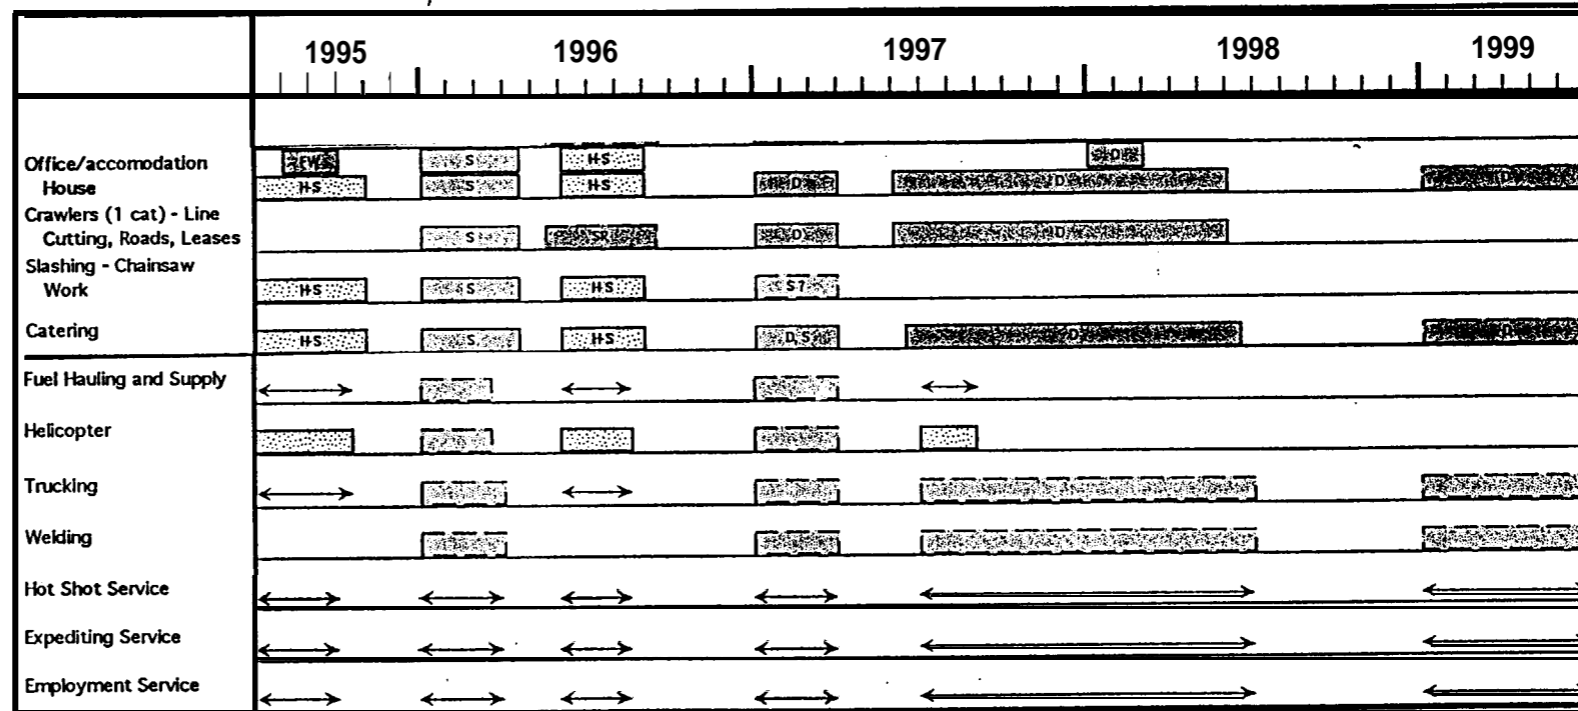 1995 1996 1997 1998 1999
Office/accomodation FW S H-S D
House H-S S H-S D D
Crawlers (1 cat) - Line
Cutting, Roads, Leases S SR D D
Slashing - Chainsaw
Work H-S S H-S S ?
Catering H-S S H-S D, S D D
Fuel Hauling and Supply
Helicopter
Trucking
Welding
Hot Shot Service
Expediting Service
Employment Service